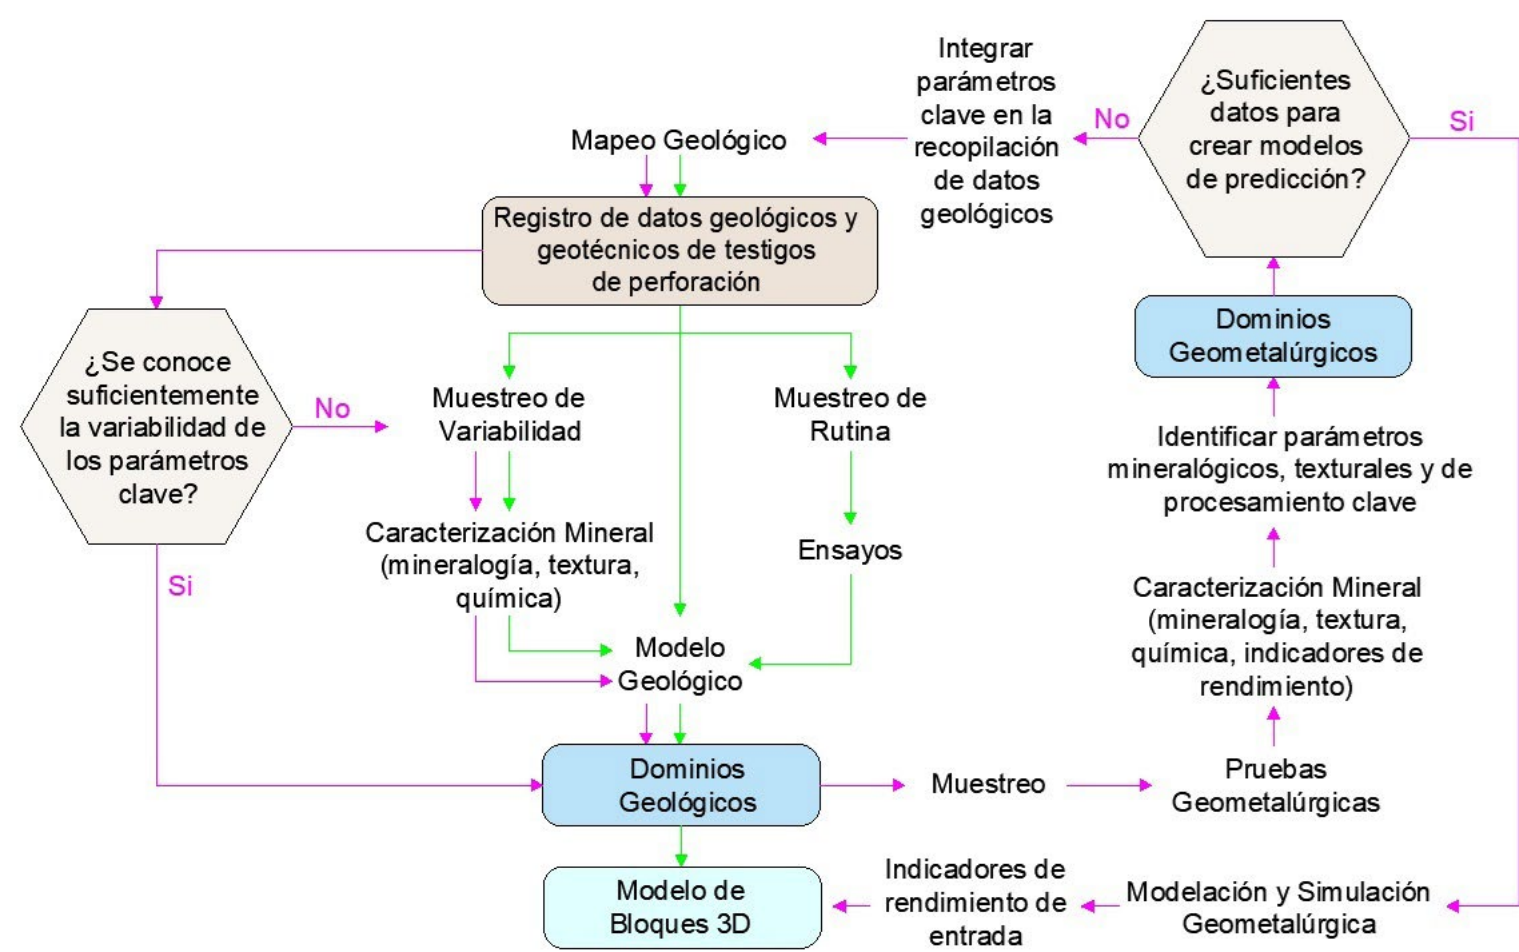 Integrar
parámetros
clave en la
recopilación
de datos
geológicos
¿Suficientes
datos para
crear modelos
de predicción?
No
Si
Mapeo Geológico
Registro de datos geológicos y
geotécnicos de testigos
de perforación
Dominios
Geometalúrgicos
¿Se conoce
suficientemente
la variabilidad de
los parámetros
clave?
No
Si
Muestreo de
Variabilidad
Muestreo de
Rutina
Identificar parámetros
mineralógicos, texturales y de
procesamiento clave
Caracterización Mineral
(mineralogía, textura,
química)
Ensayos
Caracterización Mineral
(mineralogía, textura,
química, indicadores de
rendimiento)
Modelo
Geológico
Dominios
Geológicos
Muestreo
Pruebas
Geometalúrgicas
Modelo de
Bloques 3D
Indicadores de
rendimiento de
entrada
Modelación y Simulación
Geometalúrgica